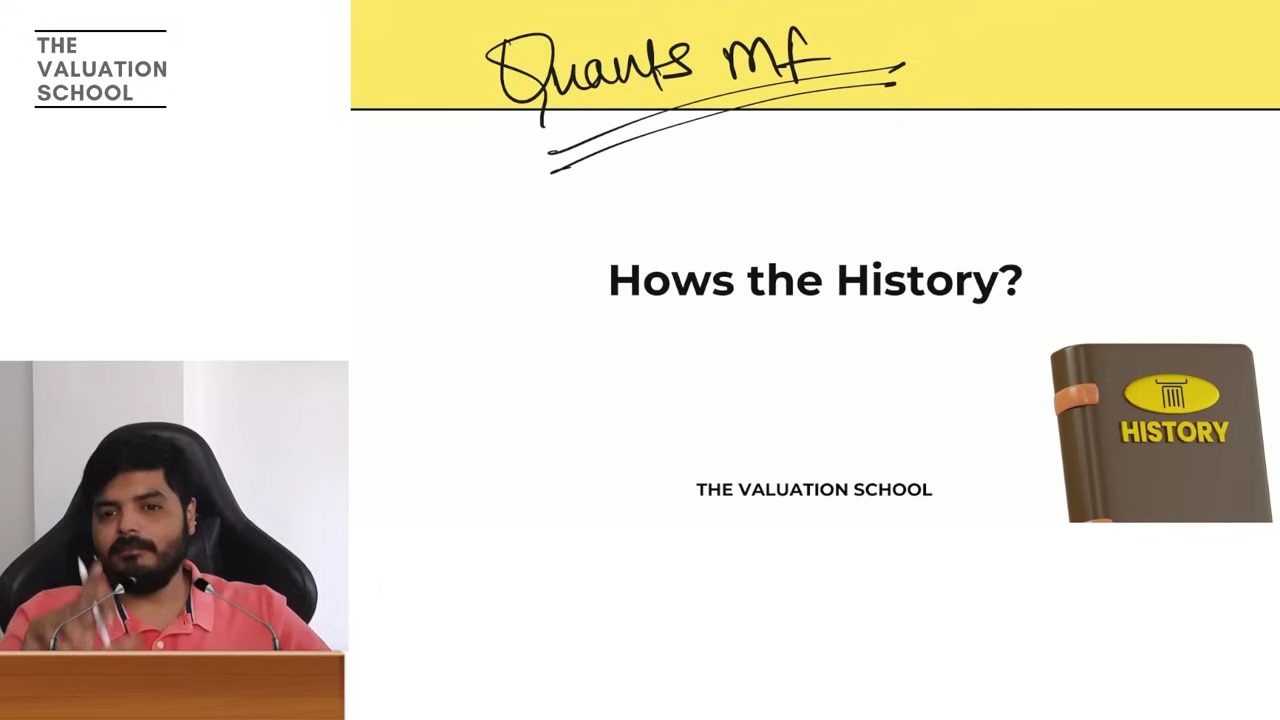 THE
VALUATION
SCHOOL
Quants MF
Hows the History?
HISTORY
THE VALUATION SCHOOL